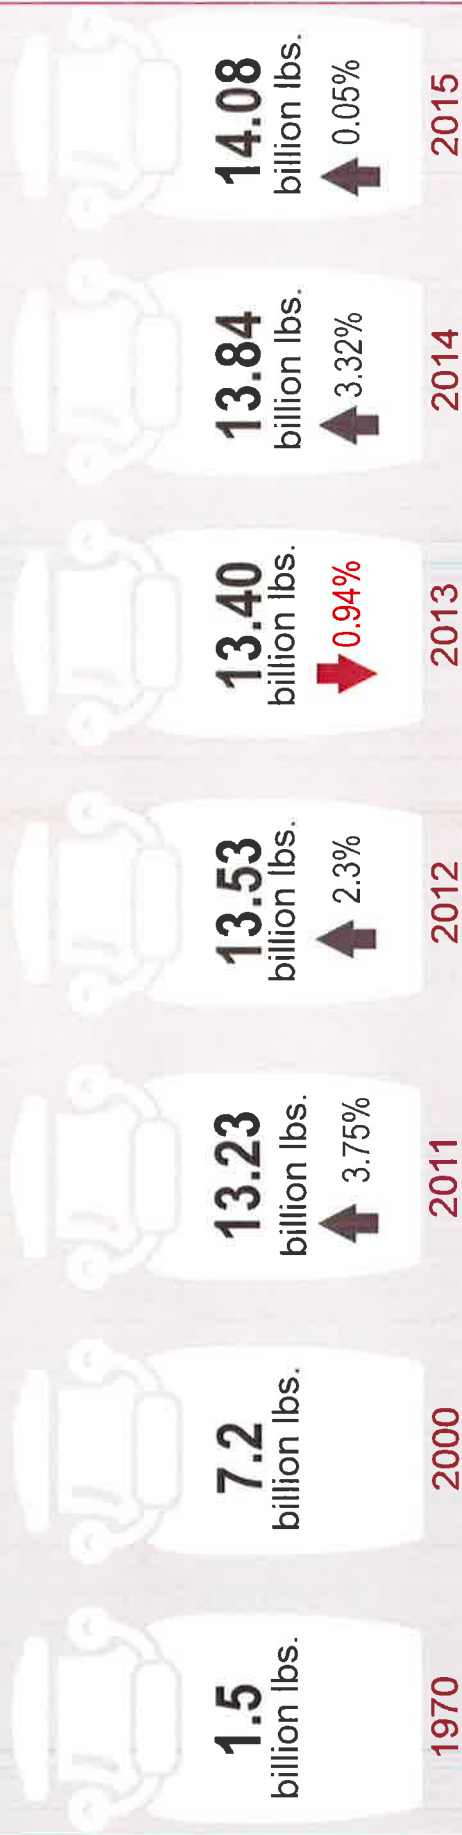 1.5
billion lbs.
1970
7.2
billion lbs.
2000
13.23
billion lbs.
3.75%
2011
13.53
billion lbs.
2.3%
2012
13.40
billion lbs.
0.94%
2013
13.84
billion lbs.
3.32%
2014
14.08
billion lbs.
0.05%
2015